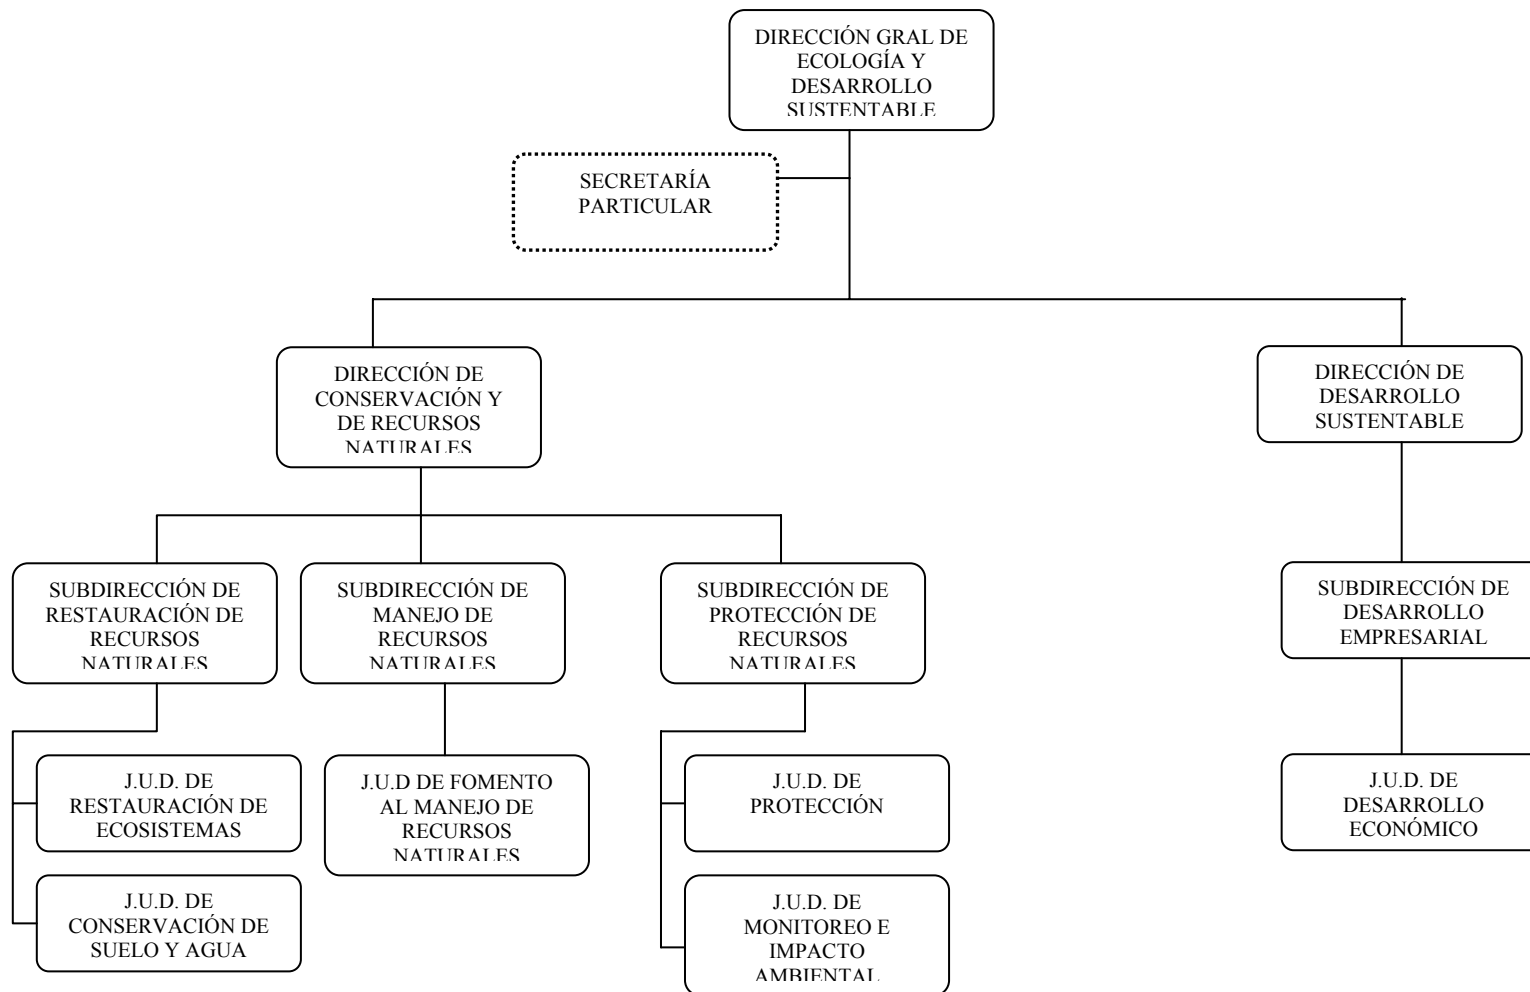 DIRECCIÓN GRAL DE
ECOLOGÍA Y
DESARROLLO
SUSTENTABLE
SECRETARÍA
PARTICULAR
DIRECCIÓN DE
CONSERVACIÓN Y
DE RECURSOS
NATURALES
DIRECCIÓN DE
DESARROLLO
SUSTENTABLE
SUBDIRECCIÓN DE
RESTAURACIÓN DE
RECURSOS
NATURALES
SUBDIRECCIÓN DE
MANEJO DE
RECURSOS
NATURALES
SUBDIRECCIÓN DE
PROTECCIÓN DE
RECURSOS
NATURALES
SUBDIRECCIÓN DE
DESARROLLO
EMPRESARIAL
J.U.D. DE
RESTAURACIÓN DE
ECOSISTEMAS
J.U.D DE FOMENTO
AL MANEJO DE
RECURSOS
NATURALES
J.U.D. DE
PROTECCIÓN
J.U.D. DE
DESARROLLO
ECONÓMICO
J.U.D. DE
CONSERVACIÓN DE
SUELO Y AGUA
J.U.D. DE
MONITOREO E
IMPACTO
AMBIENTAL